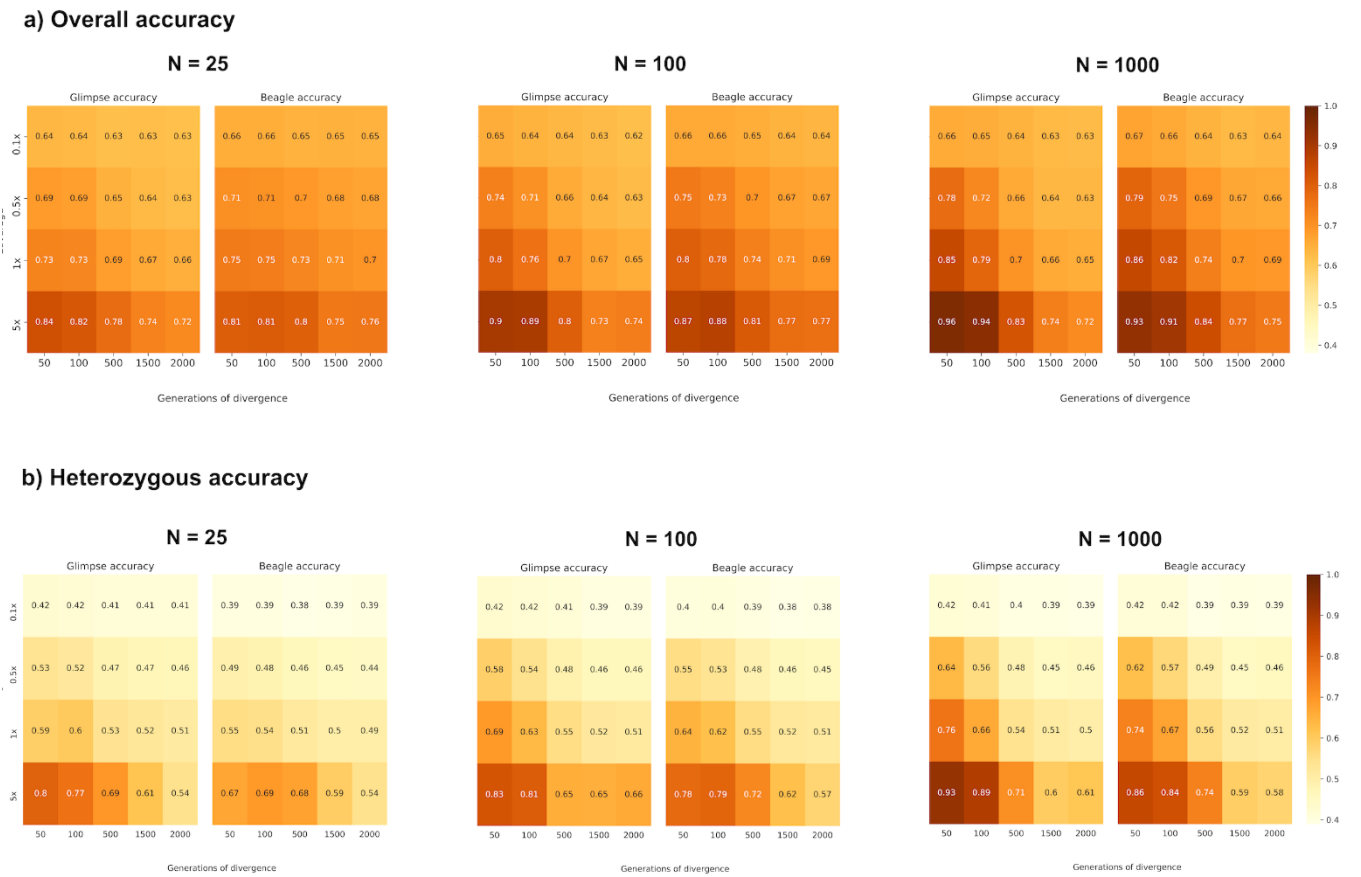 a) Overall accuracy
N = 25
N = 100
N = 1000
Glimpse accuracy Beagle accuracy Glimpse accuracy Beagle accuracy Glimpse accuracy Beagle accuracy
1.0
0.1x 0.64 0.64 0.63 0.63 0.63 0.66 0.66 0.65 0.65 0.65 0.65 0.64 0.64 0.63 0.62 0.66 0.66 0.65 0.64 0.64 0.66 0.65 0.64 0.63 0.63 0.67 0.66 0.64 0.63 0.64
0.9
0.8
0.5x 0.69 0.69 0.65 0.64 0.63 0.71 0.71 0.7 0.68 0.68 0.74 0.71 0.66 0.64 0.63 0.75 0.73 0.7 0.67 0.67 0.78 0.72 0.66 0.64 0.63 0.79 0.75 0.69 0.67 0.66
0.7
1x 0.73 0.73 0.69 0.67 0.66 0.75 0.75 0.73 0.71 0.7 0.8 0.76 0.7 0.67 0.65 0.8 0.78 0.74 0.71 0.69 0.85 0.79 0.7 0.66 0.65 0.86 0.82 0.74 0.7 0.69
0.6
0.5
5x 0.84 0.82 0.78 0.74 0.72 0.81 0.81 0.8 0.75 0.76 0.9 0.89 0.8 0.73 0.74 0.87 0.88 0.81 0.77 0.77 0.96 0.94 0.83 0.74 0.72 0.93 0.91 0.84 0.77 0.75
0.4
50 100 500 1500 2000 50 100 500 1500 2000 50 100 500 1500 2000 50 100 500 1500 2000 50 100 500 1500 2000 50 100 500 1500 2000
Generations of divergence Generations of divergence Generations of divergence
b) Heterozygous accuracy
N = 25
N = 100
N = 1000
Glimpse accuracy Beagle accuracy Glimpse accuracy Beagle accuracy Glimpse accuracy Beagle accuracy
1.0
0.1x 0.42 0.42 0.41 0.41 0.41 0.39 0.39 0.38 0.39 0.39 0.42 0.42 0.41 0.39 0.39 0.4 0.4 0.39 0.38 0.38 0.42 0.41 0.4 0.39 0.39 0.42 0.42 0.39 0.39 0.39
0.9
0.8
0.5x 0.53 0.52 0.47 0.47 0.46 0.49 0.48 0.46 0.45 0.44 0.58 0.54 0.48 0.46 0.46 0.55 0.53 0.48 0.46 0.45 0.64 0.56 0.48 0.45 0.46 0.62 0.57 0.49 0.45 0.46
0.7
1x 0.59 0.6 0.53 0.52 0.51 0.55 0.54 0.51 0.5 0.49 0.69 0.63 0.55 0.52 0.51 0.64 0.62 0.55 0.52 0.51 0.76 0.66 0.54 0.51 0.5 0.74 0.67 0.56 0.52 0.51
0.6
0.5
5x 0.8 0.77 0.69 0.61 0.54 0.67 0.69 0.68 0.59 0.54 0.83 0.81 0.65 0.65 0.66 0.78 0.79 0.72 0.62 0.57 0.93 0.89 0.71 0.6 0.61 0.86 0.84 0.74 0.59 0.58
0.4
50 100 500 1500 2000 50 100 500 1500 2000 50 100 500 1500 2000 50 100 500 1500 2000 50 100 500 1500 2000 50 100 500 1500 2000
Generations of divergence Generations of divergence Generations of divergence